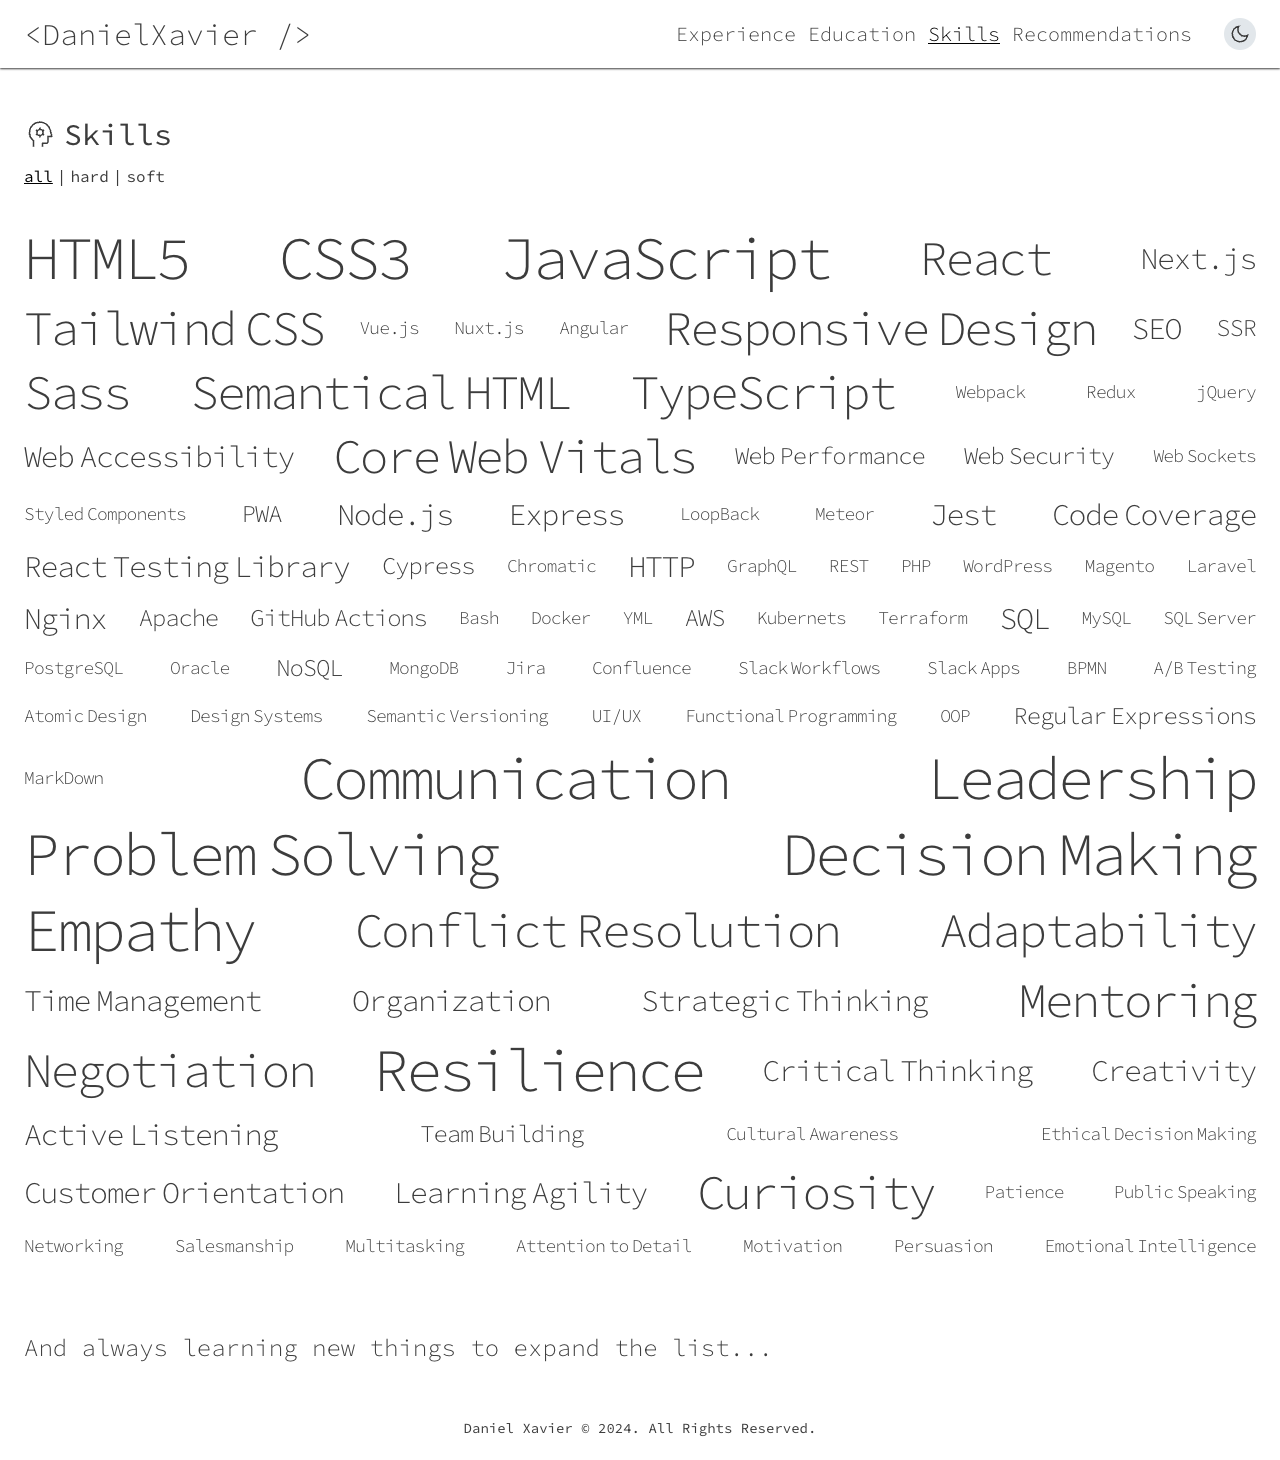 <DanielXavier />
Experience Education Skills Recommendations
Skills
all | hard | soft
HTML5 CSS3 JavaScript React Next.js
Tailwind CSS Vue.js Nuxt.js Angular Responsive Design SEO SSR
Sass Semantical HTML TypeScript Webpack Redux jQuery
Web Accessibility Core Web Vitals Web Performance Web Security Web Sockets
Styled Components PWA Node.js Express LoopBack Meteor Jest Code Coverage
React Testing Library Cypress Chromatic HTTP GraphQL REST PHP WordPress Magento Laravel
Nginx Apache GitHub Actions Bash Docker YML AWS Kubernets Terraform SQL MySQL SQL Server
PostgreSQL Oracle NoSQL MongoDB Jira Confluence Slack Workflows Slack Apps BPMN A/B Testing
Atomic Design Design Systems Semantic Versioning UI/UX Functional Programming OOP Regular Expressions
MarkDown Communication Leadership
Problem Solving Decision Making
Empathy Conflict Resolution Adaptability
Time Management Organization Strategic Thinking Mentoring
Negotiation Resilience Critical Thinking Creativity
Active Listening Team Building Cultural Awareness Ethical Decision Making
Customer Orientation Learning Agility Curiosity Patience Public Speaking
Networking Salesmanship Multitasking Attention to Detail Motivation Persuasion Emotional Intelligence
And always learning new things to expand the list...
Daniel Xavier © 2024. All Rights Reserved.